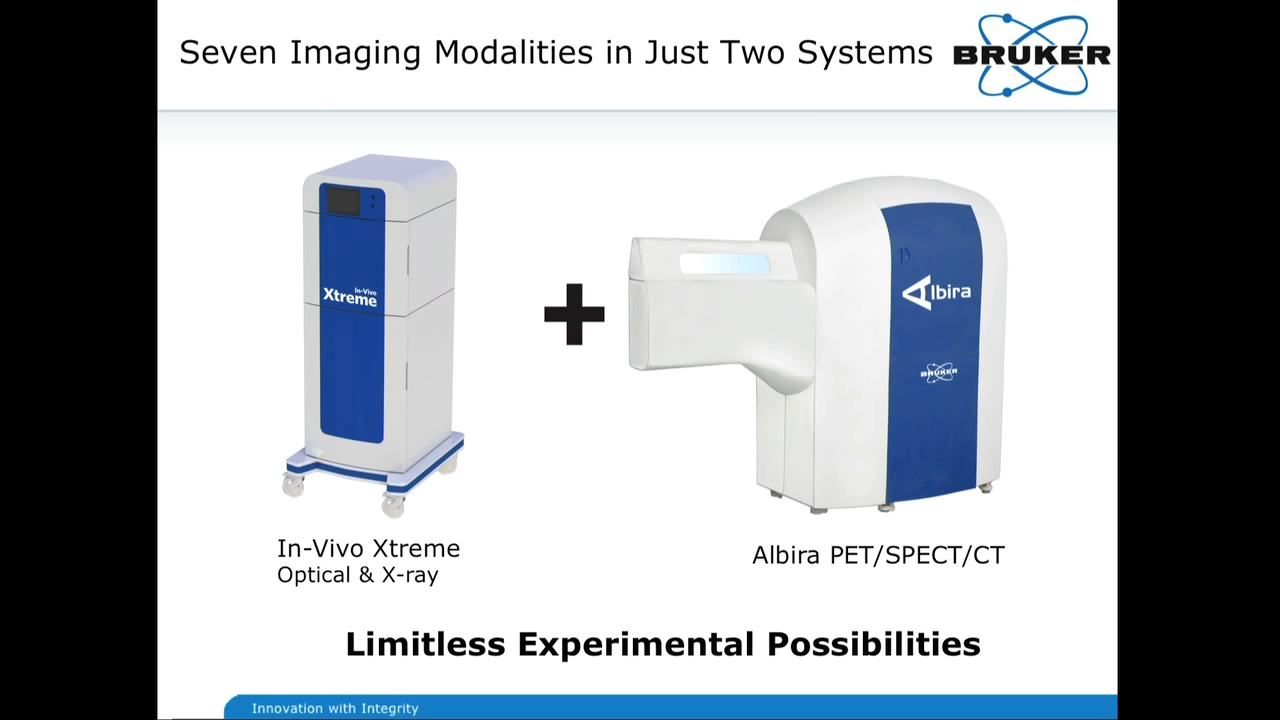 Seven Imaging Modalities in Just Two Systems
BRUKER
In-Vivo
Xtreme
Albira
BRUKER
In-Vivo Xtreme
Optical & X-ray
Albira PET/SPECT/CT
Limitless Experimental Possibilities
Innovation with Integrity